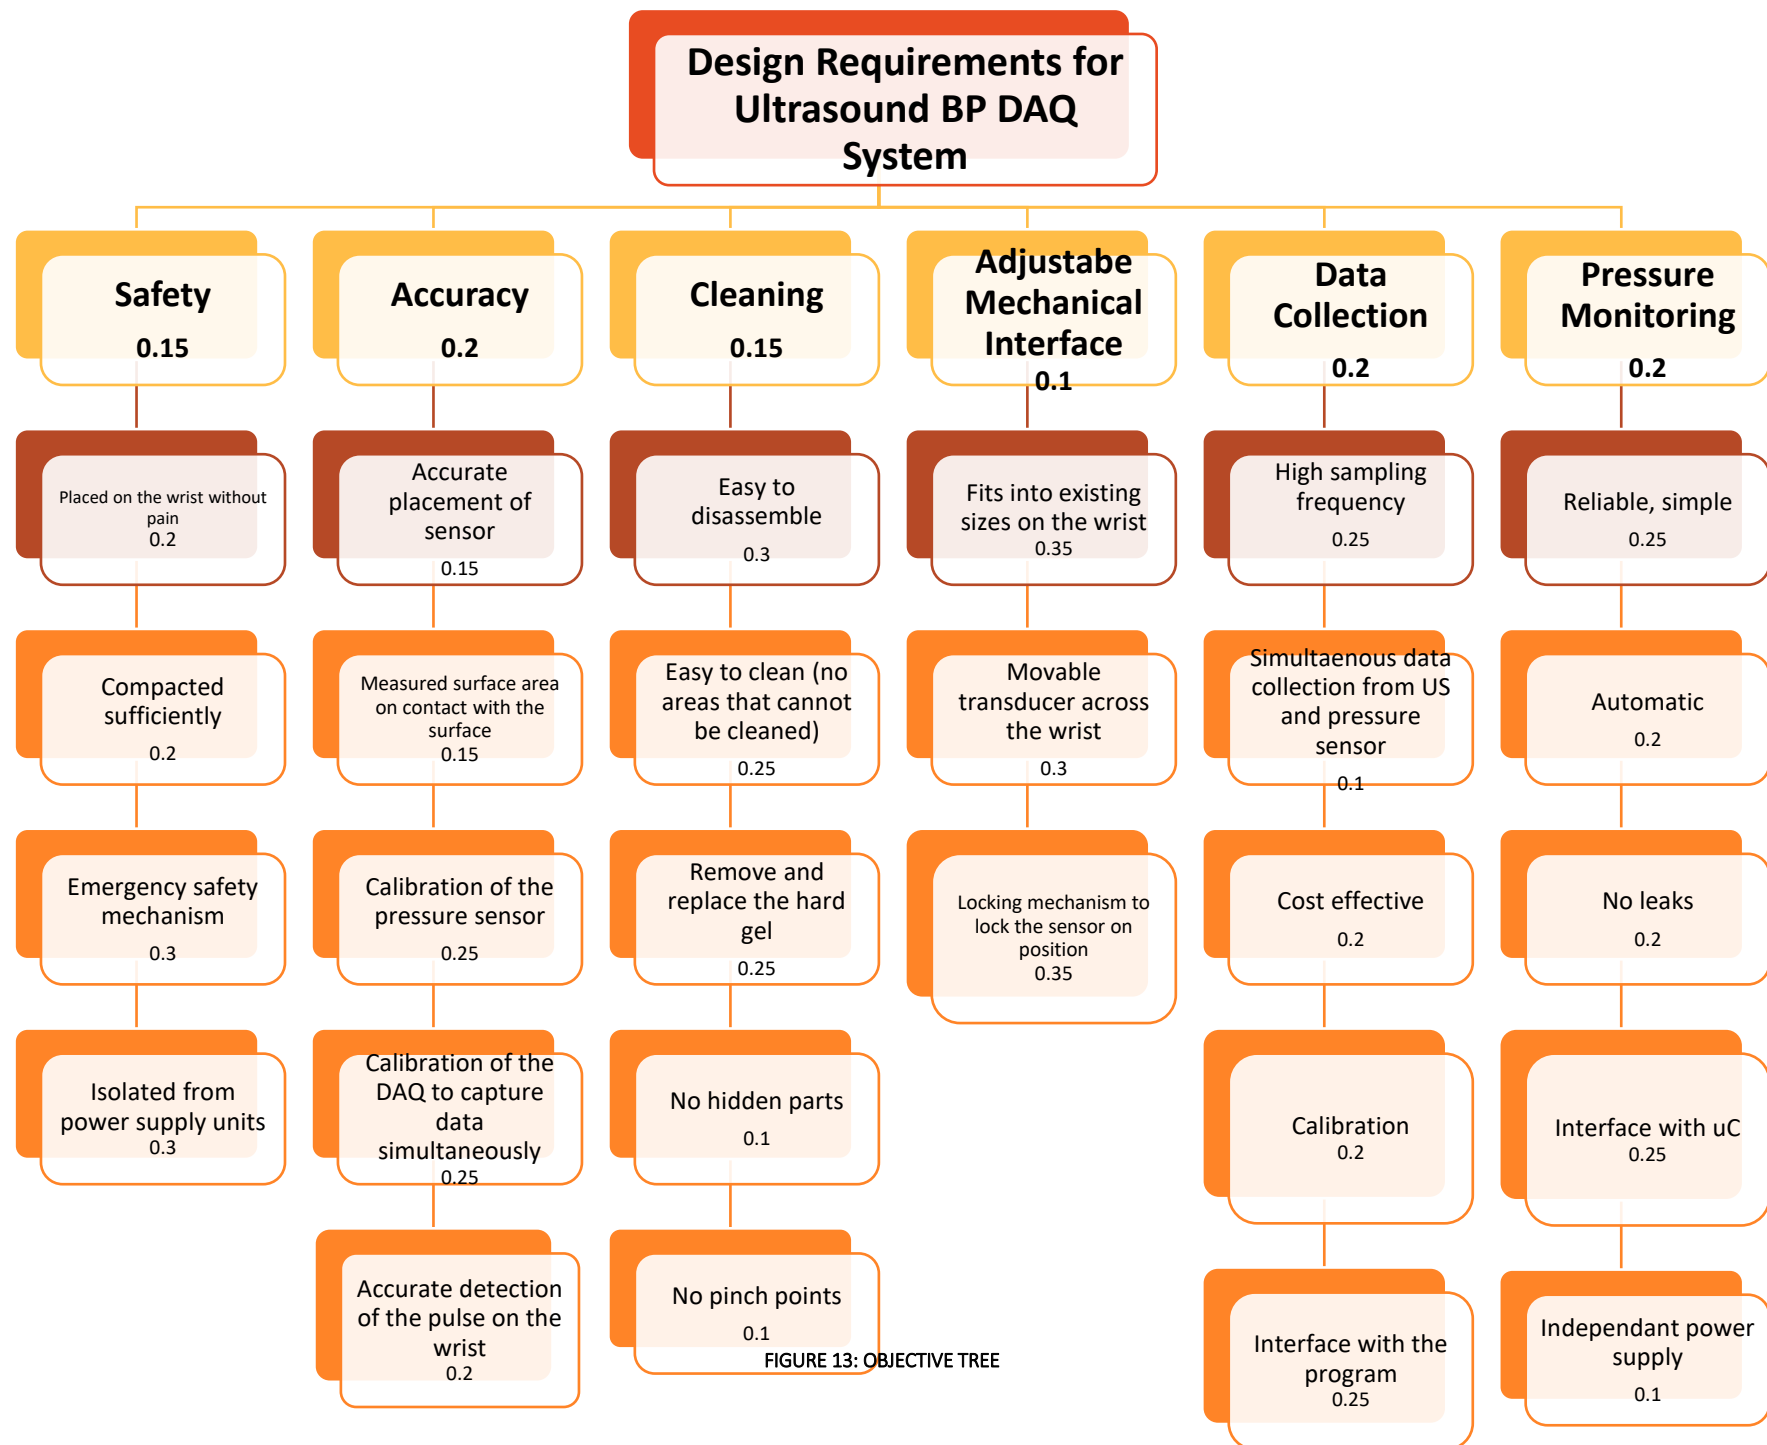 Design Requirements for
Ultrasound BP DAQ
System
Safety
0.15
Placed on the wrist without
pain
0.2
Compacted
sufficiently
0.2
Emergency safety
mechanism
0.3
Isolated from
power supply units
0.3
Accuracy
0.2
Accurate
placement of
sensor
0.15
Measured surface area
on contact with the
surface
0.15
Calibration of the
pressure sensor
0.25
Calibration of the
DAQ to capture
data
simultaneously
0.25
Accurate detection
of the pulse on the
wrist
0.2
Cleaning
0.15
Easy to
disassemble
0.3
Easy to clean (no
areas that cannot
be cleaned)
0.25
Remove and
replace the hard
gel
0.25
No hidden parts
0.1
No pinch points
0.1
Adjustabe
Mechanical
Interface
0.1
Fits into existing
sizes on the wrist
0.35
Movable
transducer across
the wrist
0.3
Locking mechanism to
lock the sensor on
position
0.35
Data
Collection
0.2
High sampling
frequency
0.25
Simultaenous data
collection from US
and pressure
sensor
0.1
Cost effective
0.2
Calibration
0.2
Interface with the
program
0.25
Pressure
Monitoring
0.2
Reliable, simple
0.25
Automatic
0.2
No leaks
0.2
Interface with uC
0.25
Independant power
supply
0.1
FIGURE 13: OBJECTIVE TREE